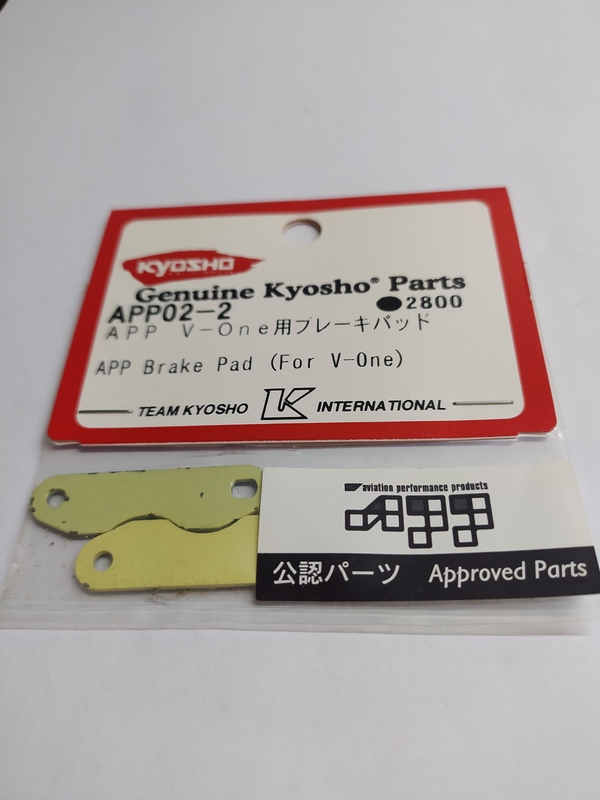 KYOSHO
Genuine Kyosho® Parts
APP02-2 ●2800
APP V-One用ブレーキパッド
APP Brake Pad (For V-One)
TEAM KYOSHO K INTERNATIONAL
aviation performance products
APP
公認パーツ Approved Parts